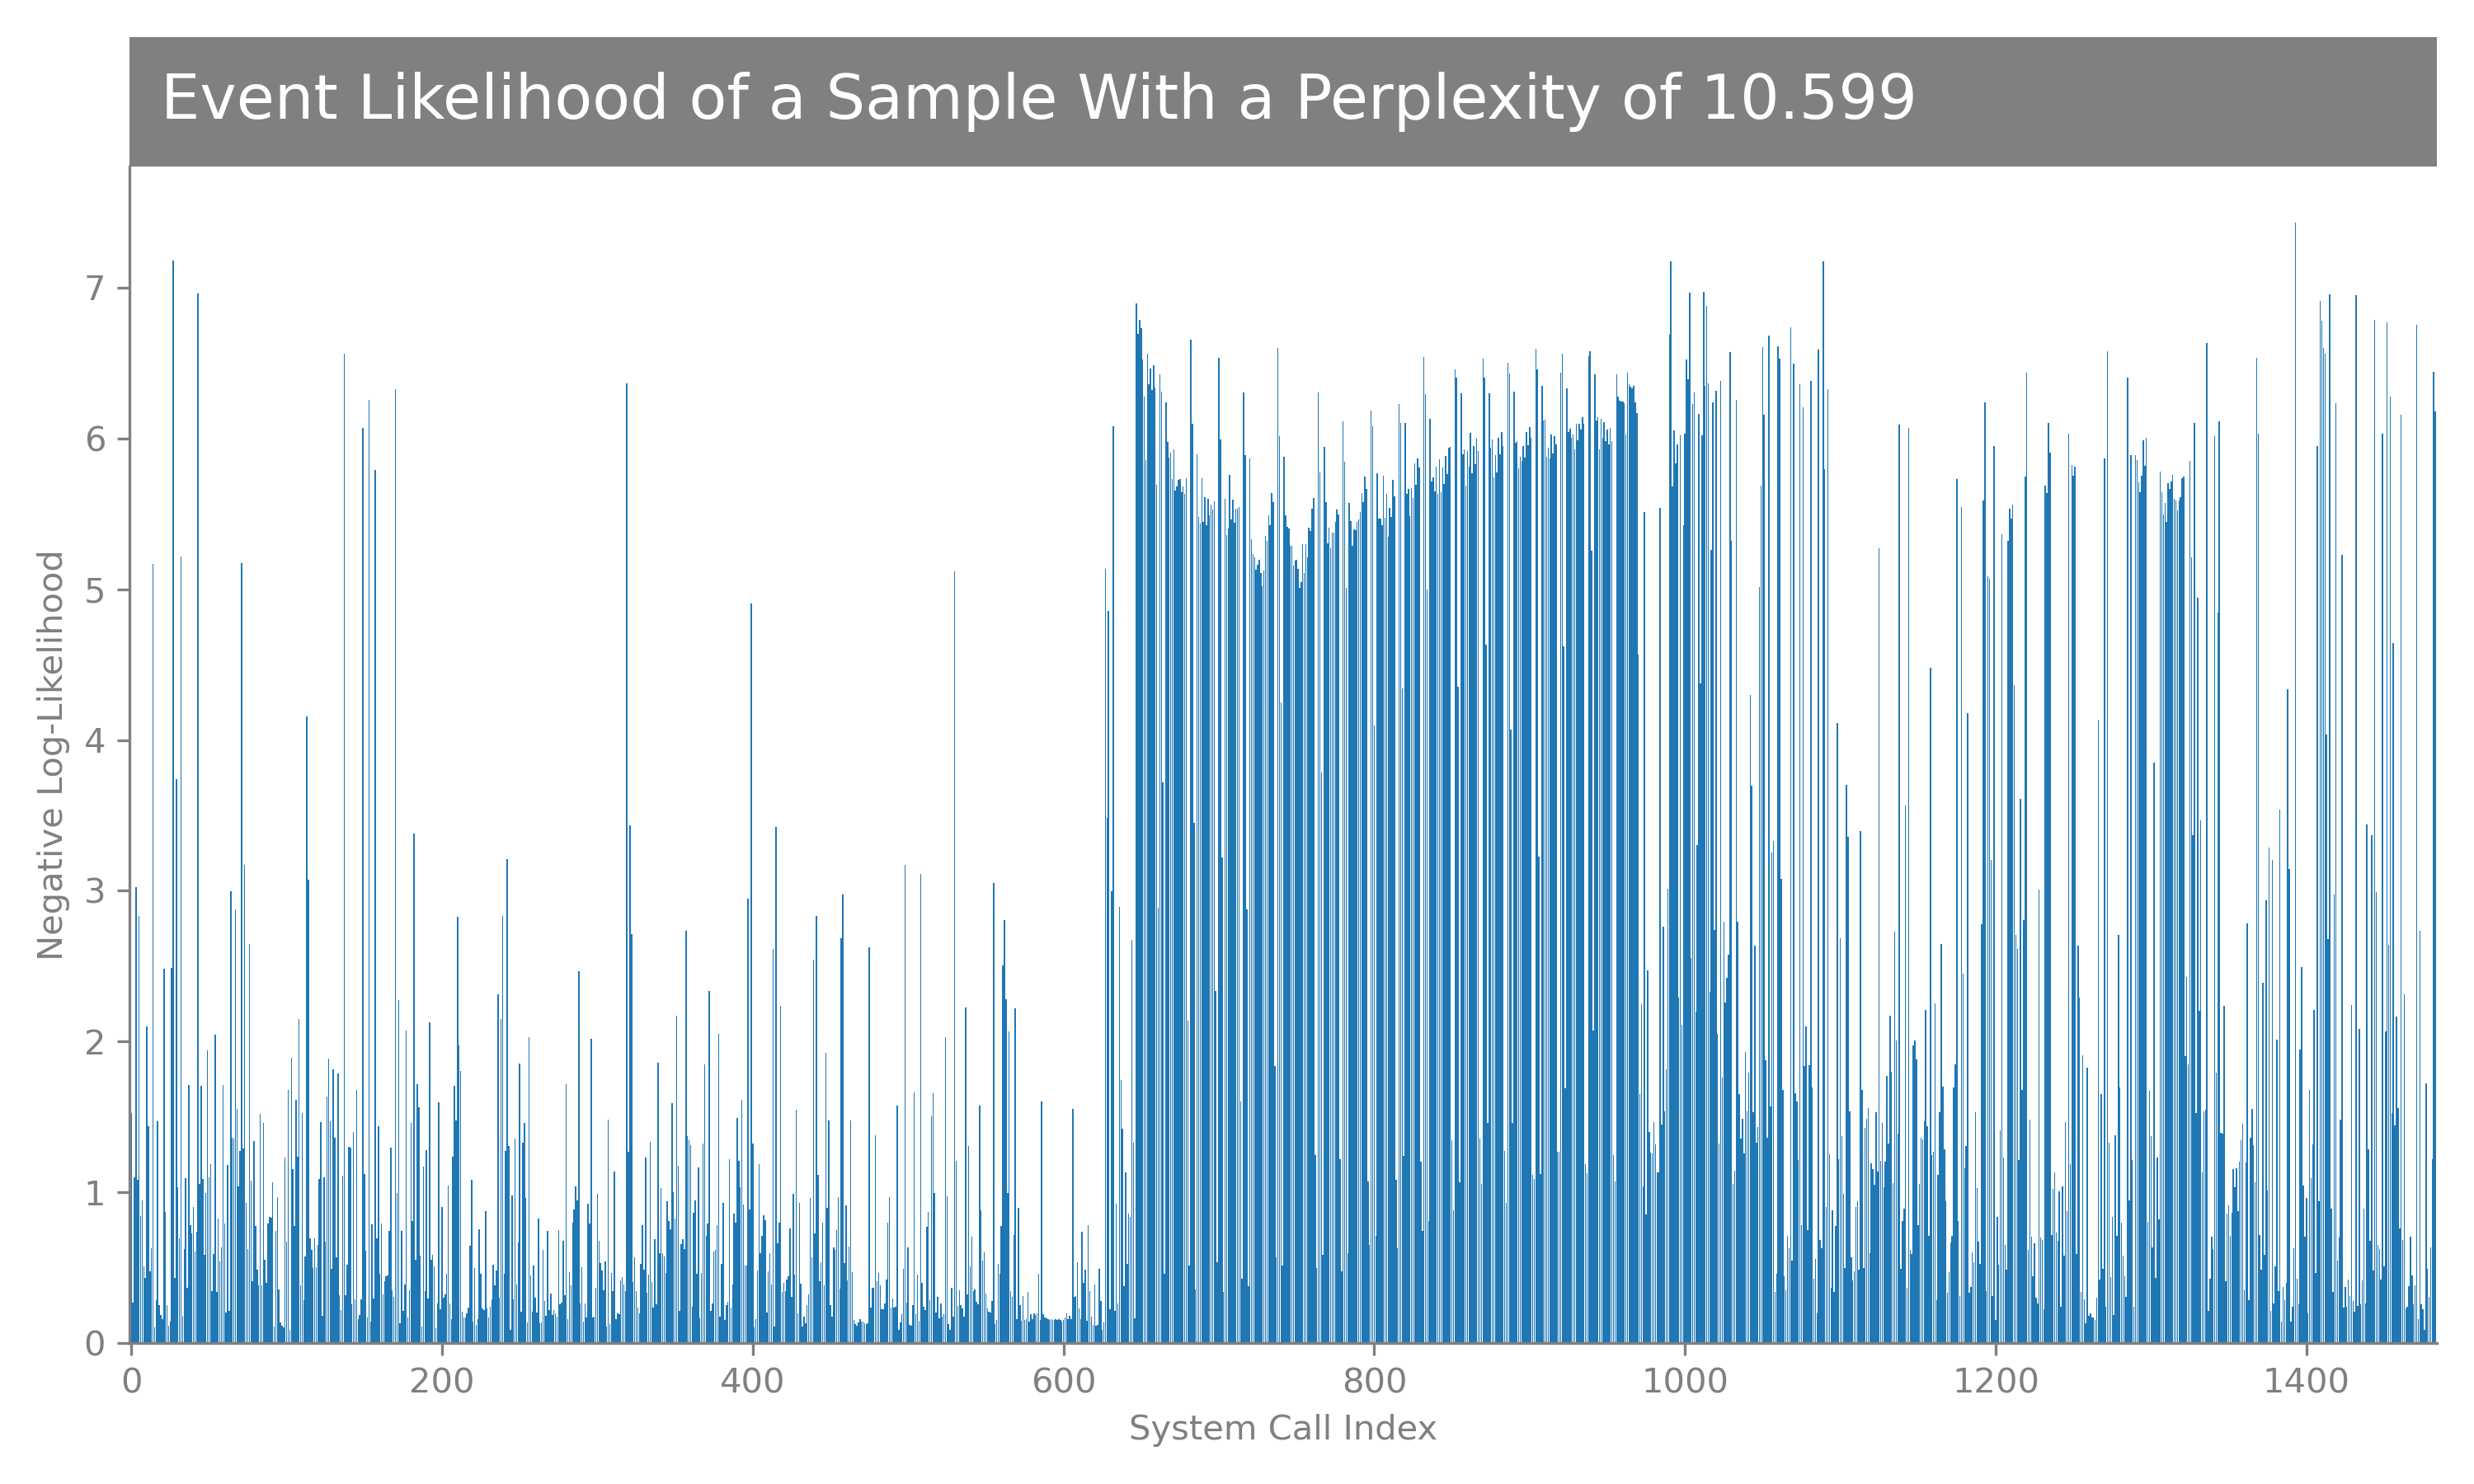 Event Likelihood of a Sample With a Perplexity of 10.599
Negative Log-Likelihood
7
6
5
4
3
2
1
0
0 200 400 600 800 1000 1200 1400
System Call Index